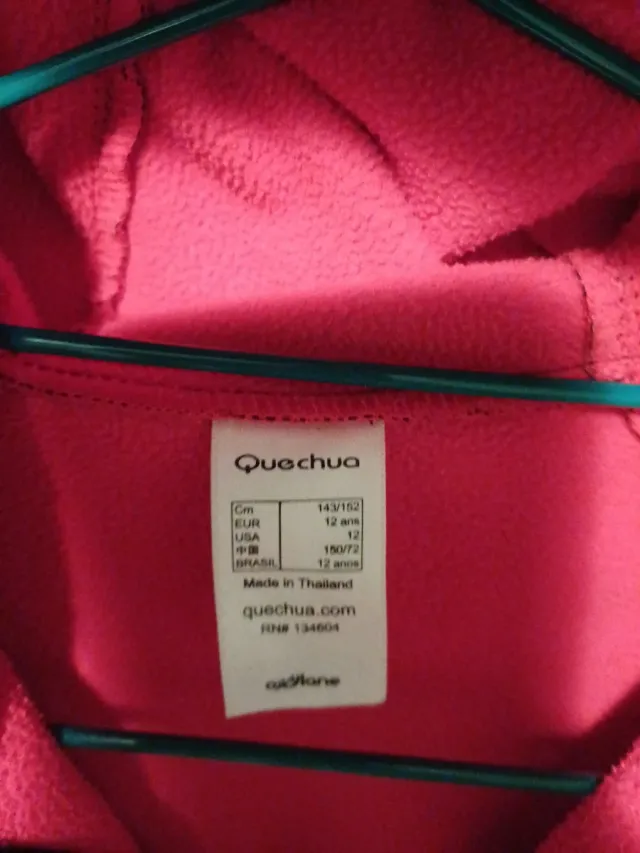 Quechua
Cm 143/152
EUR 12 ans
USA 12
中国 150/72
BRASIL 12 anos
Made in Thailand
quechua.com
RN# 134604
oxylane